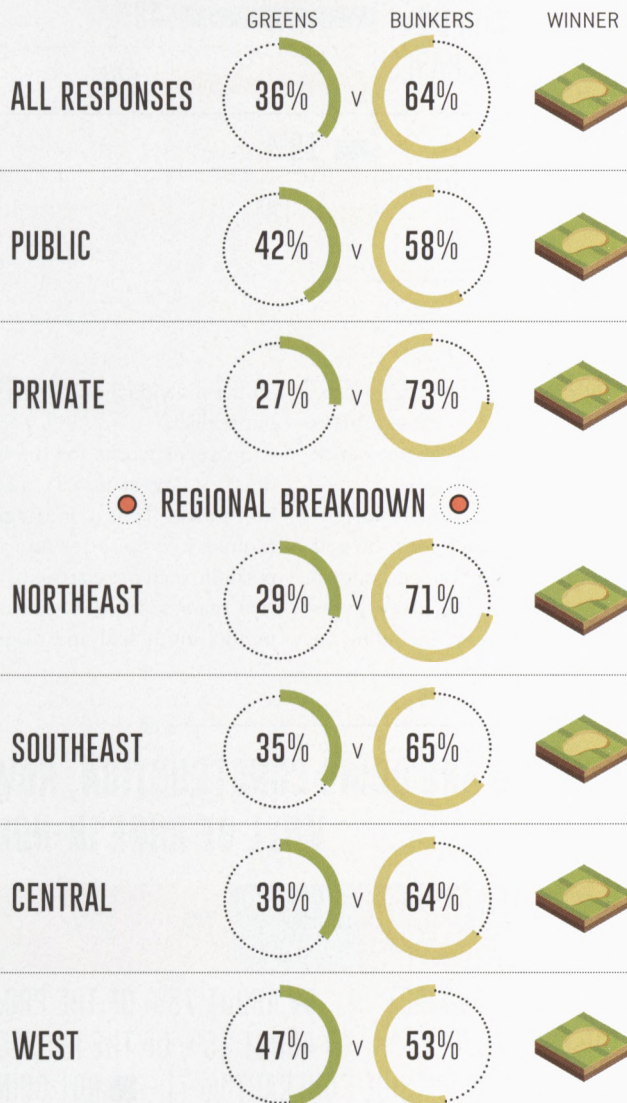 GREENS BUNKERS WINNER
ALL RESPONSES 36% V 64%
PUBLIC 42% V 58%
PRIVATE 27% V 73%
REGIONAL BREAKDOWN
NORTHEAST 29% V 71%
SOUTHEAST 35% V 65%
CENTRAL 36% V 64%
WEST 47% V 53%